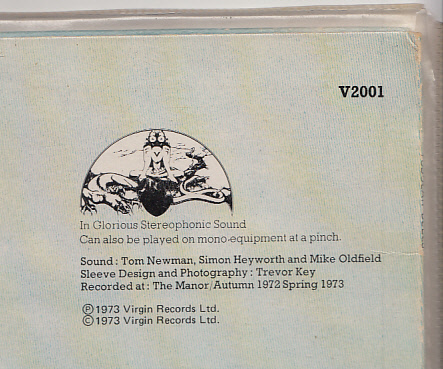 V2001
In Glorious Stereophonic Sound
Can also be played on mono-equipment at a pinch.
Sound : Tom Newman, Simon Heyworth and Mike Oldfield
Sleeve Design and Photography : Trevor Key
Recorded at : The Manor/Autumn 1972 Spring 1973
Ⓟ 1973 Virgin Records Ltd.
© 1973 Virgin Records Ltd.